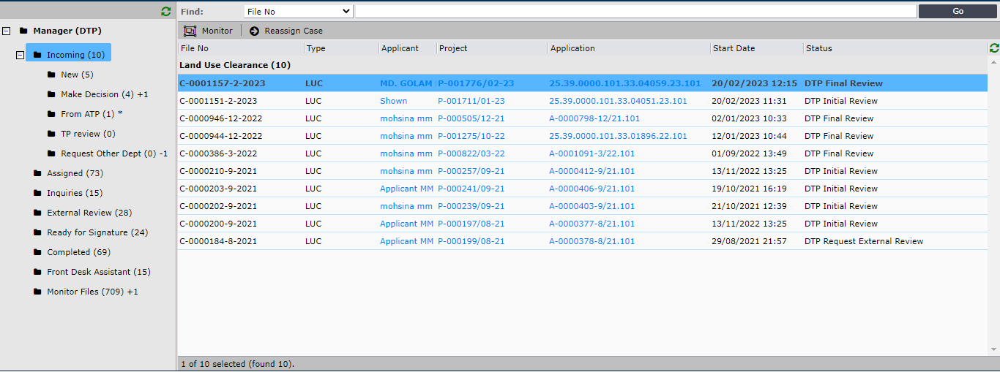 Find: File No Go
Manager (DTP)
Incoming (10)
New (5)
Make Decision (4) +1
From ATP (1) *
TP review (0)
Request Other Dept (0) -1
Assigned (73)
Inquiries (15)
External Review (28)
Ready for Signature (24)
Completed (69)
Front Desk Assistant (15)
Monitor Files (709) +1
Monitor Reassign Case
File No Type Applicant Project Application Start Date Status
Land Use Clearance (10)
C-0001157-2-2023 LUC MD. GOLAM P-001776/02-23 25.39.0000.101.33.04059.23.101 20/02/2023 12:15 DTP Final Review
C-0001151-2-2023 LUC Shown P-001711/01-23 25.39.0000.101.33.04051.23.101 20/02/2023 11:31 DTP Initial Review
C-0000946-12-2022 LUC mohsina mm P-000505/12-21 A-0000798-12/21.101 02/01/2023 10:33 DTP Final Review
C-0000944-12-2022 LUC mohsina mm P-001275/10-22 25.39.0000.101.33.01896.22.101 12/01/2023 10:44 DTP Final Review
C-0000386-3-2022 LUC mohsina mm P-000822/03-22 A-0001091-3/22.101 01/09/2022 13:49 DTP Final Review
C-0000210-9-2021 LUC mohsina mm P-000257/09-21 A-0000412-9/21.101 13/11/2022 13:25 DTP Initial Review
C-0000203-9-2021 LUC Applicant MM P-000241/09-21 A-0000406-9/21.101 19/10/2021 16:19 DTP Initial Review
C-0000202-9-2021 LUC mohsina mm P-000239/09-21 A-0000403-9/21.101 21/10/2021 12:39 DTP Initial Review
C-0000200-9-2021 LUC Applicant MM P-000197/08-21 A-0000377-8/21.101 13/11/2022 13:25 DTP Initial Review
C-0000184-8-2021 LUC Applicant MM P-000199/08-21 A-0000378-8/21.101 29/08/2021 21:57 DTP Request External Review
1 of 10 selected (found 10).